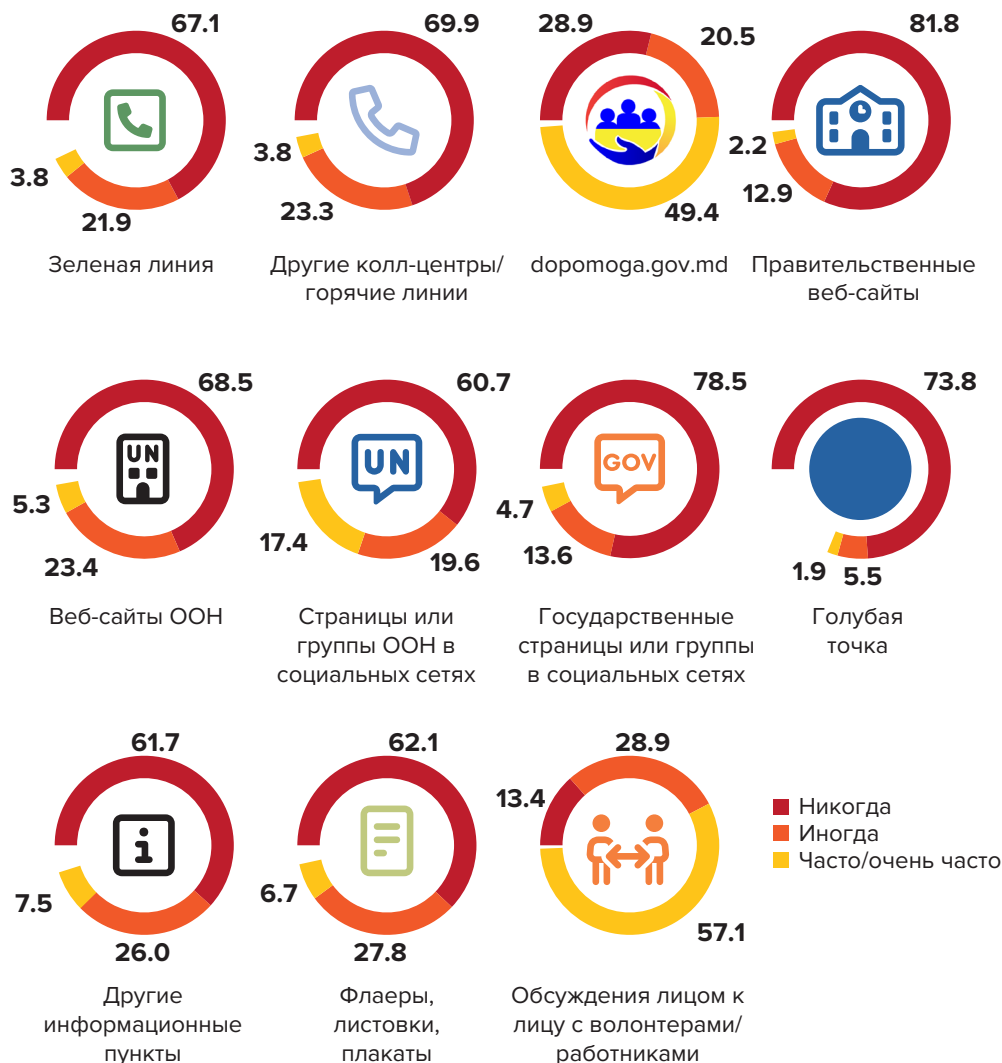 67.1
3.8
21.9
Зеленая линия
69.9
3.8
23.3
Другие колл-центры/
горячие линии
28.9
20.5
49.4
dopomoga.gov.md
81.8
2.2
12.9
Правительственные
веб-сайты
68.5
UN
5.3
23.4
Веб-сайты ООН
60.7
UN
17.4
19.6
Страницы или
группы ООН в
социальных сетях
78.5
GOV
4.7
13.6
Государственные
страницы или группы
в социальных сетях
73.8
1.9
5.5
Голубая
точка
61.7
i
7.5
26.0
Другие
информационные
пункты
62.1
6.7
27.8
Флаеры,
листовки,
плакаты
28.9
13.4
57.1
Обсуждения лицом к
лицу с волонтерами/
работниками
Никогда
Иногда
Часто/очень часто